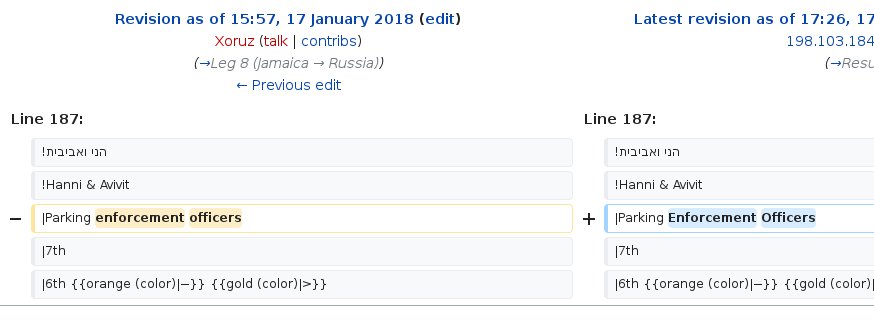 Revision as of 15:57, 17 January 2018 (edit)
Xoruz (talk | contribs)
(→Leg 8 (Jamaica → Russia))
← Previous edit
Latest revision as of 17:26, 17
198.103.184
(→Resu
Line 187:
Line 187:
!הני ואביבית
!הני ואביבית
!Hanni & Avivit
!Hanni & Avivit
− |Parking enforcement officers
+ |Parking Enforcement Officers
|7th
|7th
|6th {{orange (color)|−}} {{gold (color)|>}}
|6th {{orange (color)|−}} {{gold (color)|